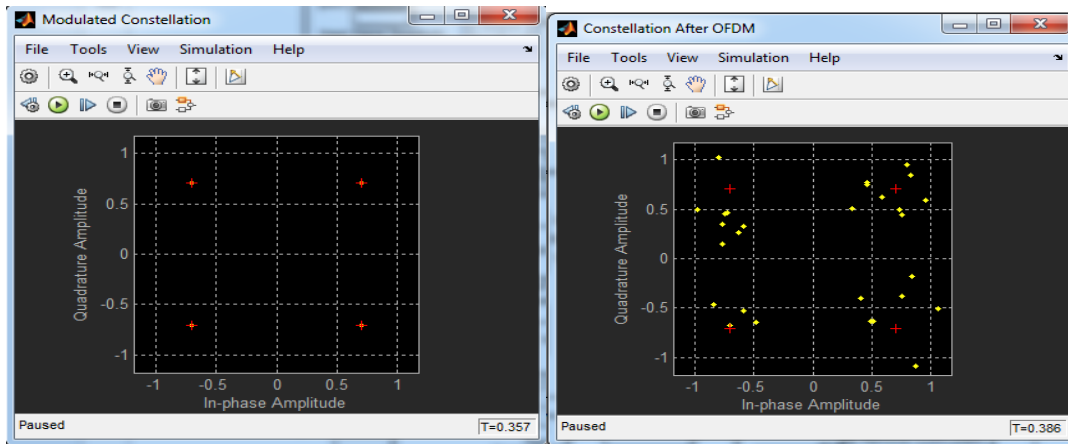 Modulated Constellation
File Tools View Simulation Help
1
0.5
0
-0.5
-1
Quadrature Amplitude
-1 -0.5 0 0.5 1
In-phase Amplitude
Paused T=0.357
Constellation After OFDM
File Tools View Simulation Help
1
0.5
0
-0.5
-1
Quadrature Amplitude
-1 -0.5 0 0.5 1
In-phase Amplitude
Paused T=0.386